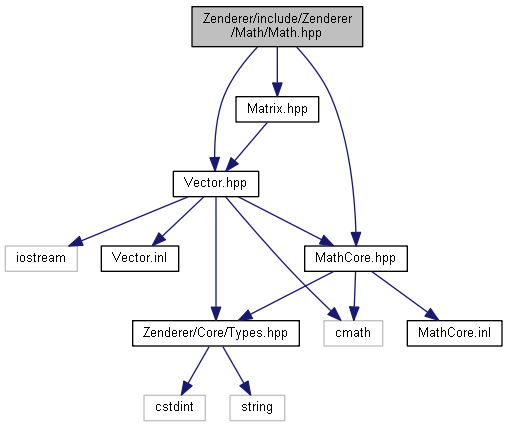 Zenderer/include/Zenderer
/Math/Math.hpp
Matrix.hpp
Vector.hpp
iostream
Vector.inl
MathCore.hpp
Zenderer/Core/Types.hpp
cmath
MathCore.inl
cstdint
string